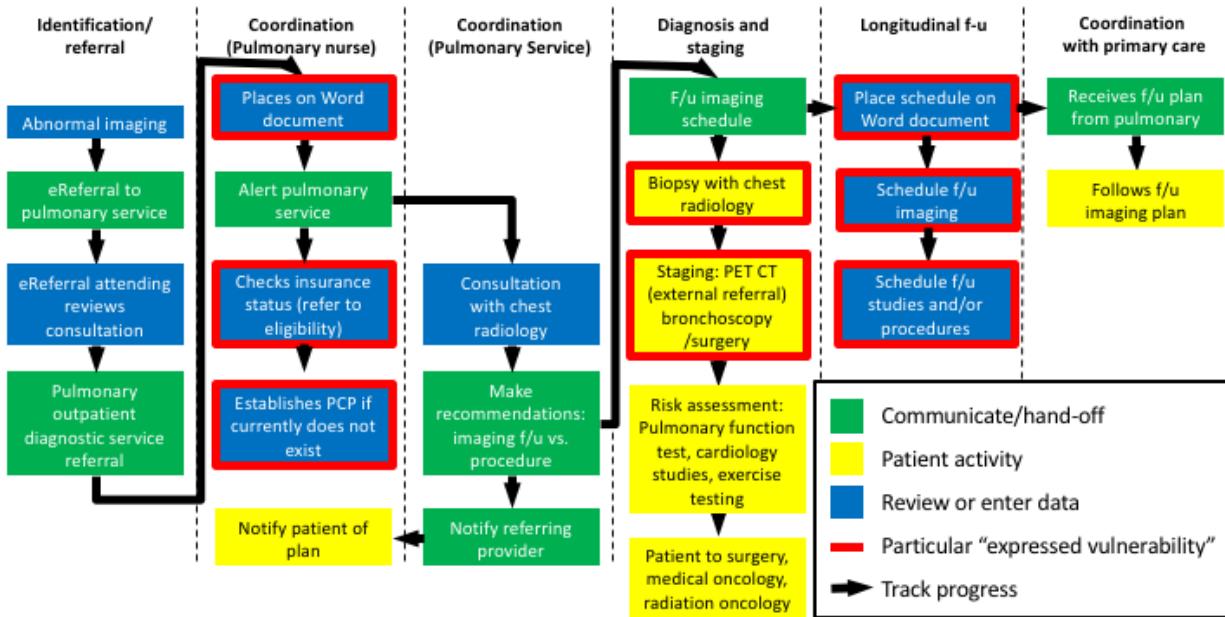 Identification/
referral
Coordination
(Pulmonary nurse)
Coordination
(Pulmonary Service)
Diagnosis and
staging
Longitudinal f-u
Coordination
with primary care
Abnormal imaging
eReferral to
pulmonary service
eReferral attending
reviews
consultation
Pulmonary
outpatient
diagnostic service
referral
Places on Word
document
Alert pulmonary
service
Checks insurance
status (refer to
eligibility)
Establishes PCP if
currently does not
exist
Notify patient of
plan
Consultation
with chest
radiology
Make
recommendations:
imaging f/u vs.
procedure
Notify referring
provider
F/u imaging
schedule
Biopsy with chest
radiology
Staging: PET CT
(external referral)
bronchoscopy
/surgery
Risk assessment:
Pulmonary function
test, cardiology
studies, exercise
testing
Patient to surgery,
medical oncology,
radiation oncology
Place schedule on
Word document
Schedule f/u
imaging
Schedule f/u
studies and/or
procedures
Receives f/u plan
from pulmonary
Follows f/u
imaging plan
Communicate/hand-off
Patient activity
Review or enter data
Particular “expressed vulnerability”
Track progress